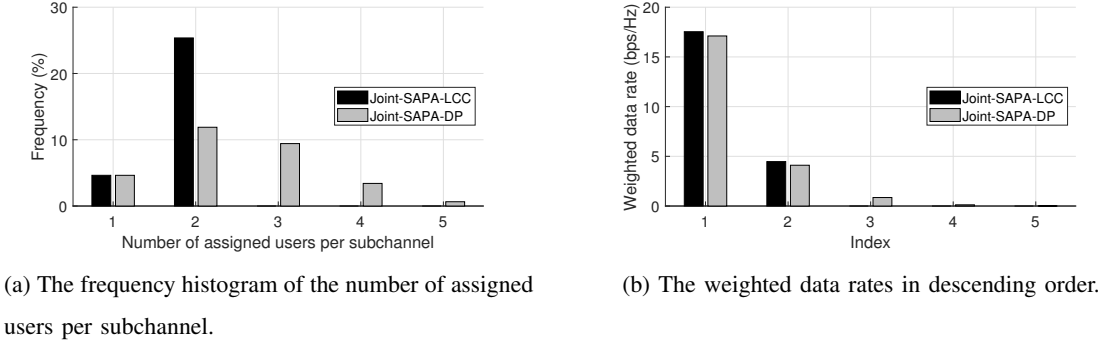 30
20
10
0
Frequency (%)
Joint-SAPA-LCC
Joint-SAPA-DP
1 2 3 4 5
Number of assigned users per subchannel
(a) The frequency histogram of the number of assigned
users per subchannel.
20
15
10
5
0
Weighted data rate (bps/Hz)
Joint-SAPA-LCC
Joint-SAPA-DP
1 2 3 4 5
Index
(b) The weighted data rates in descending order.